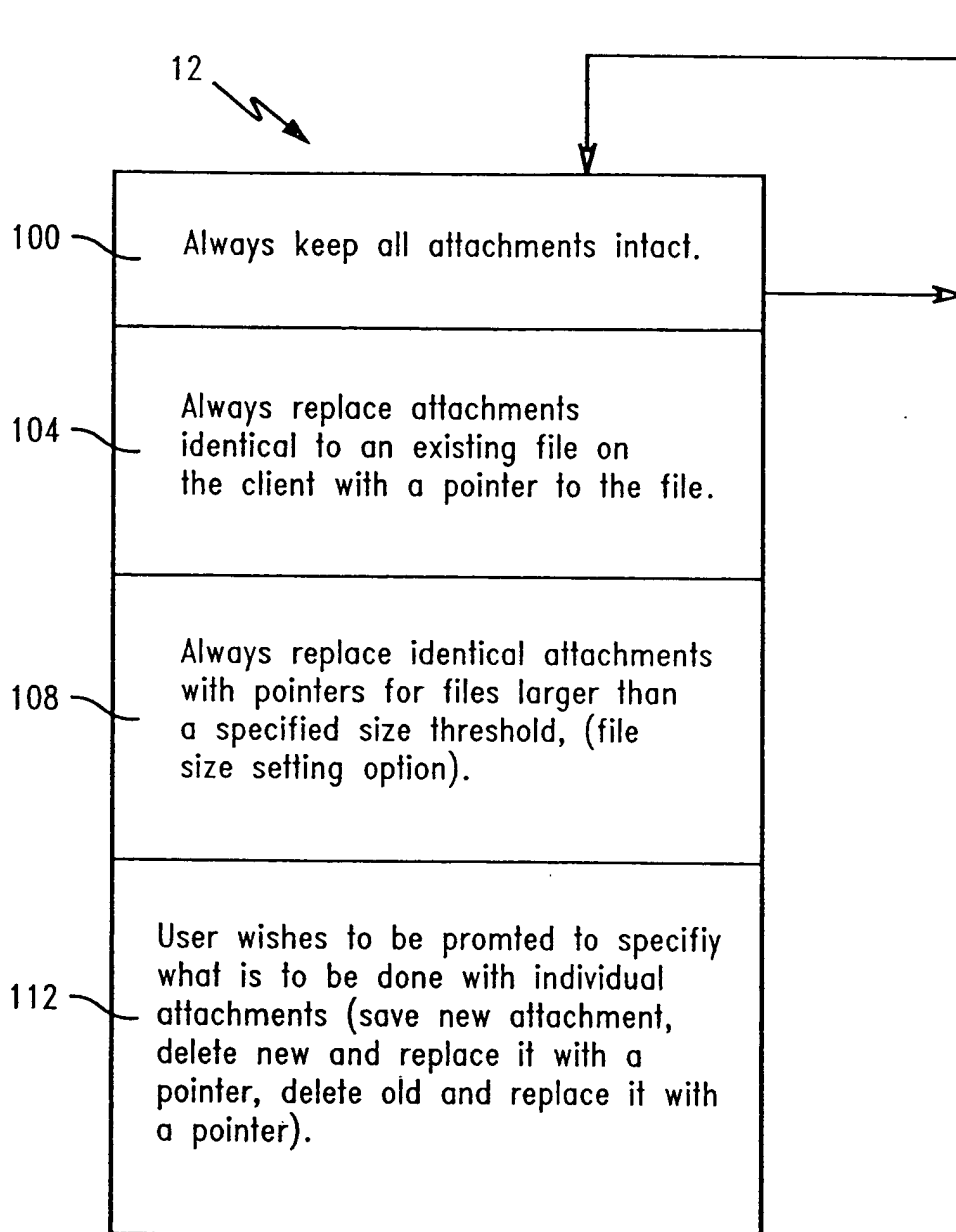 12
100
Always keep all attachments intact.
104
Always replace attachments
identical to an existing file on
the client with a pointer to the file.
108
Always replace identical attachments
with pointers for files larger than
a specified size threshold, (file
size setting option).
112
User wishes to be promted to specifiy
what is to be done with individual
attachments (save new attachment,
delete new and replace it with a
pointer, delete old and replace it with
a pointer).